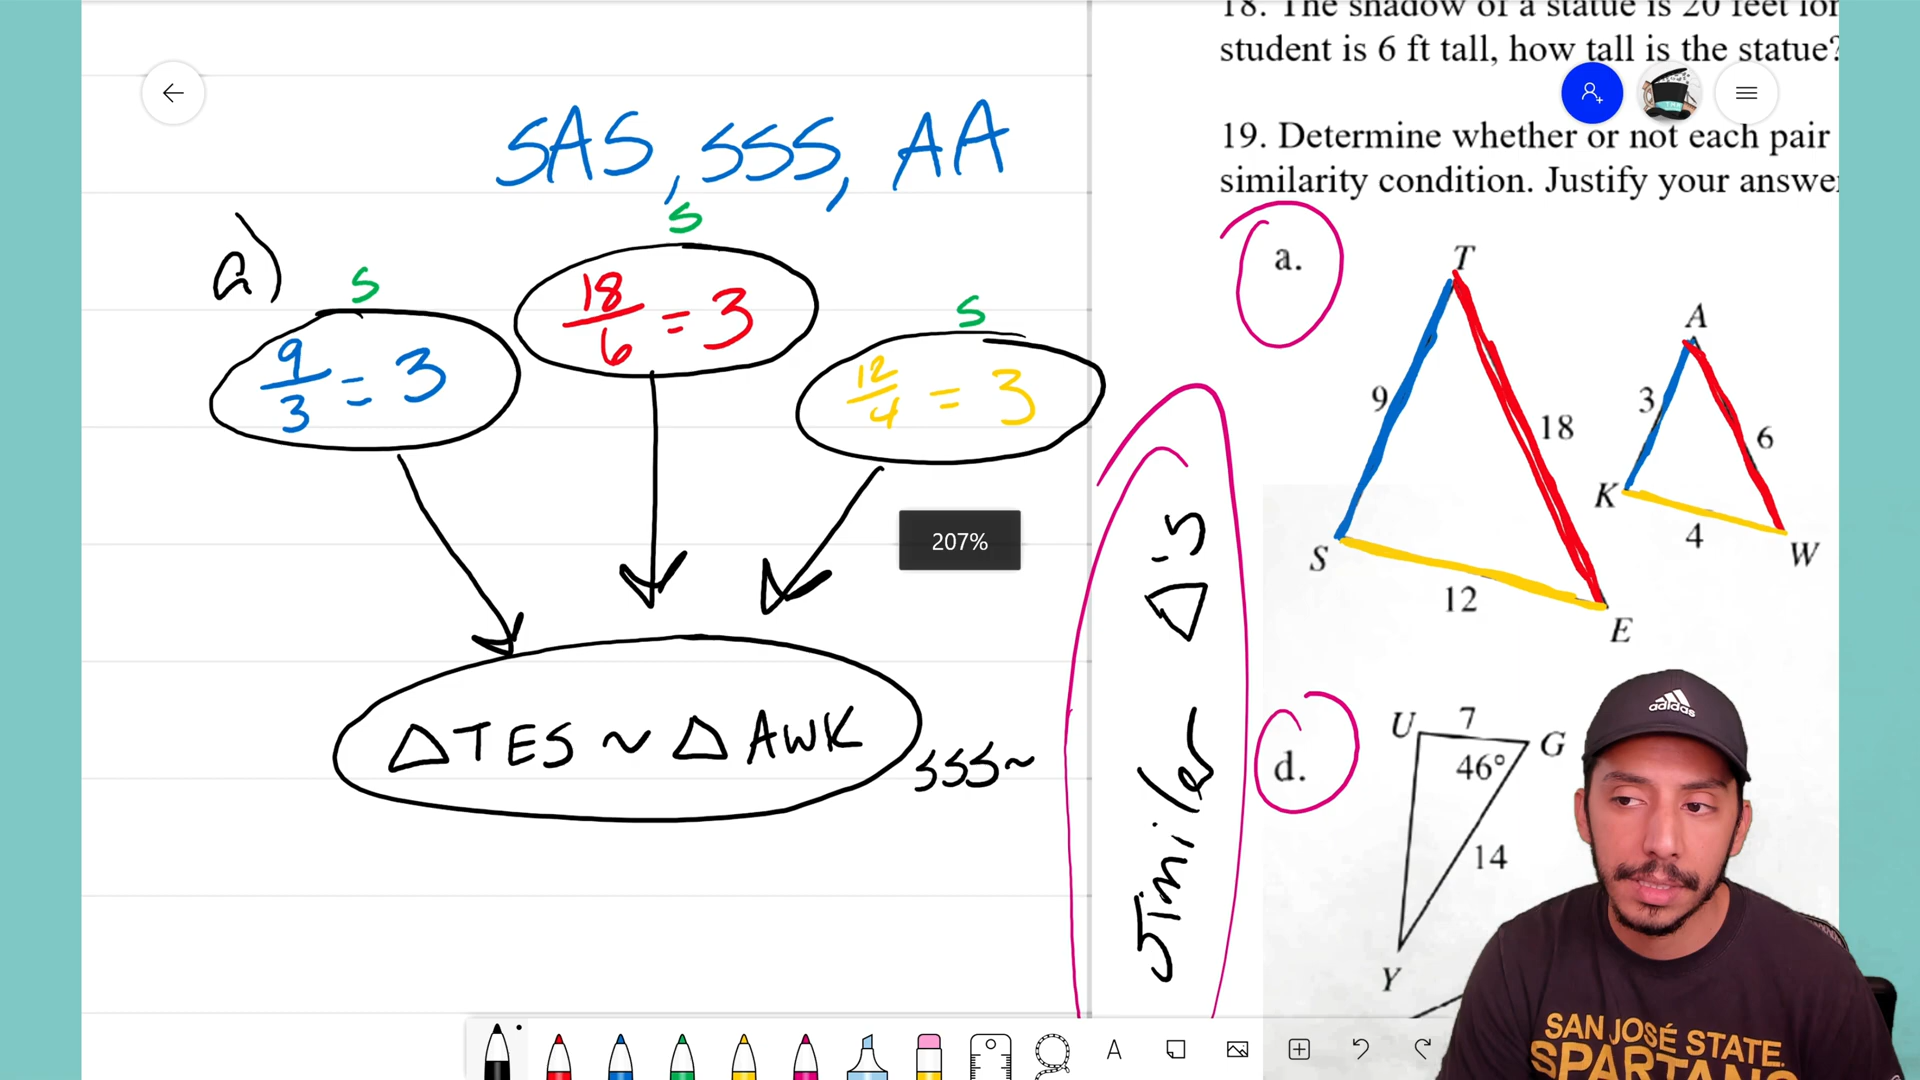 18. The shadow of a statue is 20 feet lon
student is 6 ft tall, how tall is the statue?
19. Determine whether or not each pair
similarity condition. Justify your answe
SAS, SSS, AA
a)
S
S
S
9/3 = 3
18/6 = 3
12/4 = 3
207%
△TES ~ △AWK
SSS~
Similar △'s
a.
T
9
18
S
12
E
A
3
6
K
4
W
d.
U
7
G
46°
14
Y
adidas
SAN JOSÉ STATE
SPARTANS
A